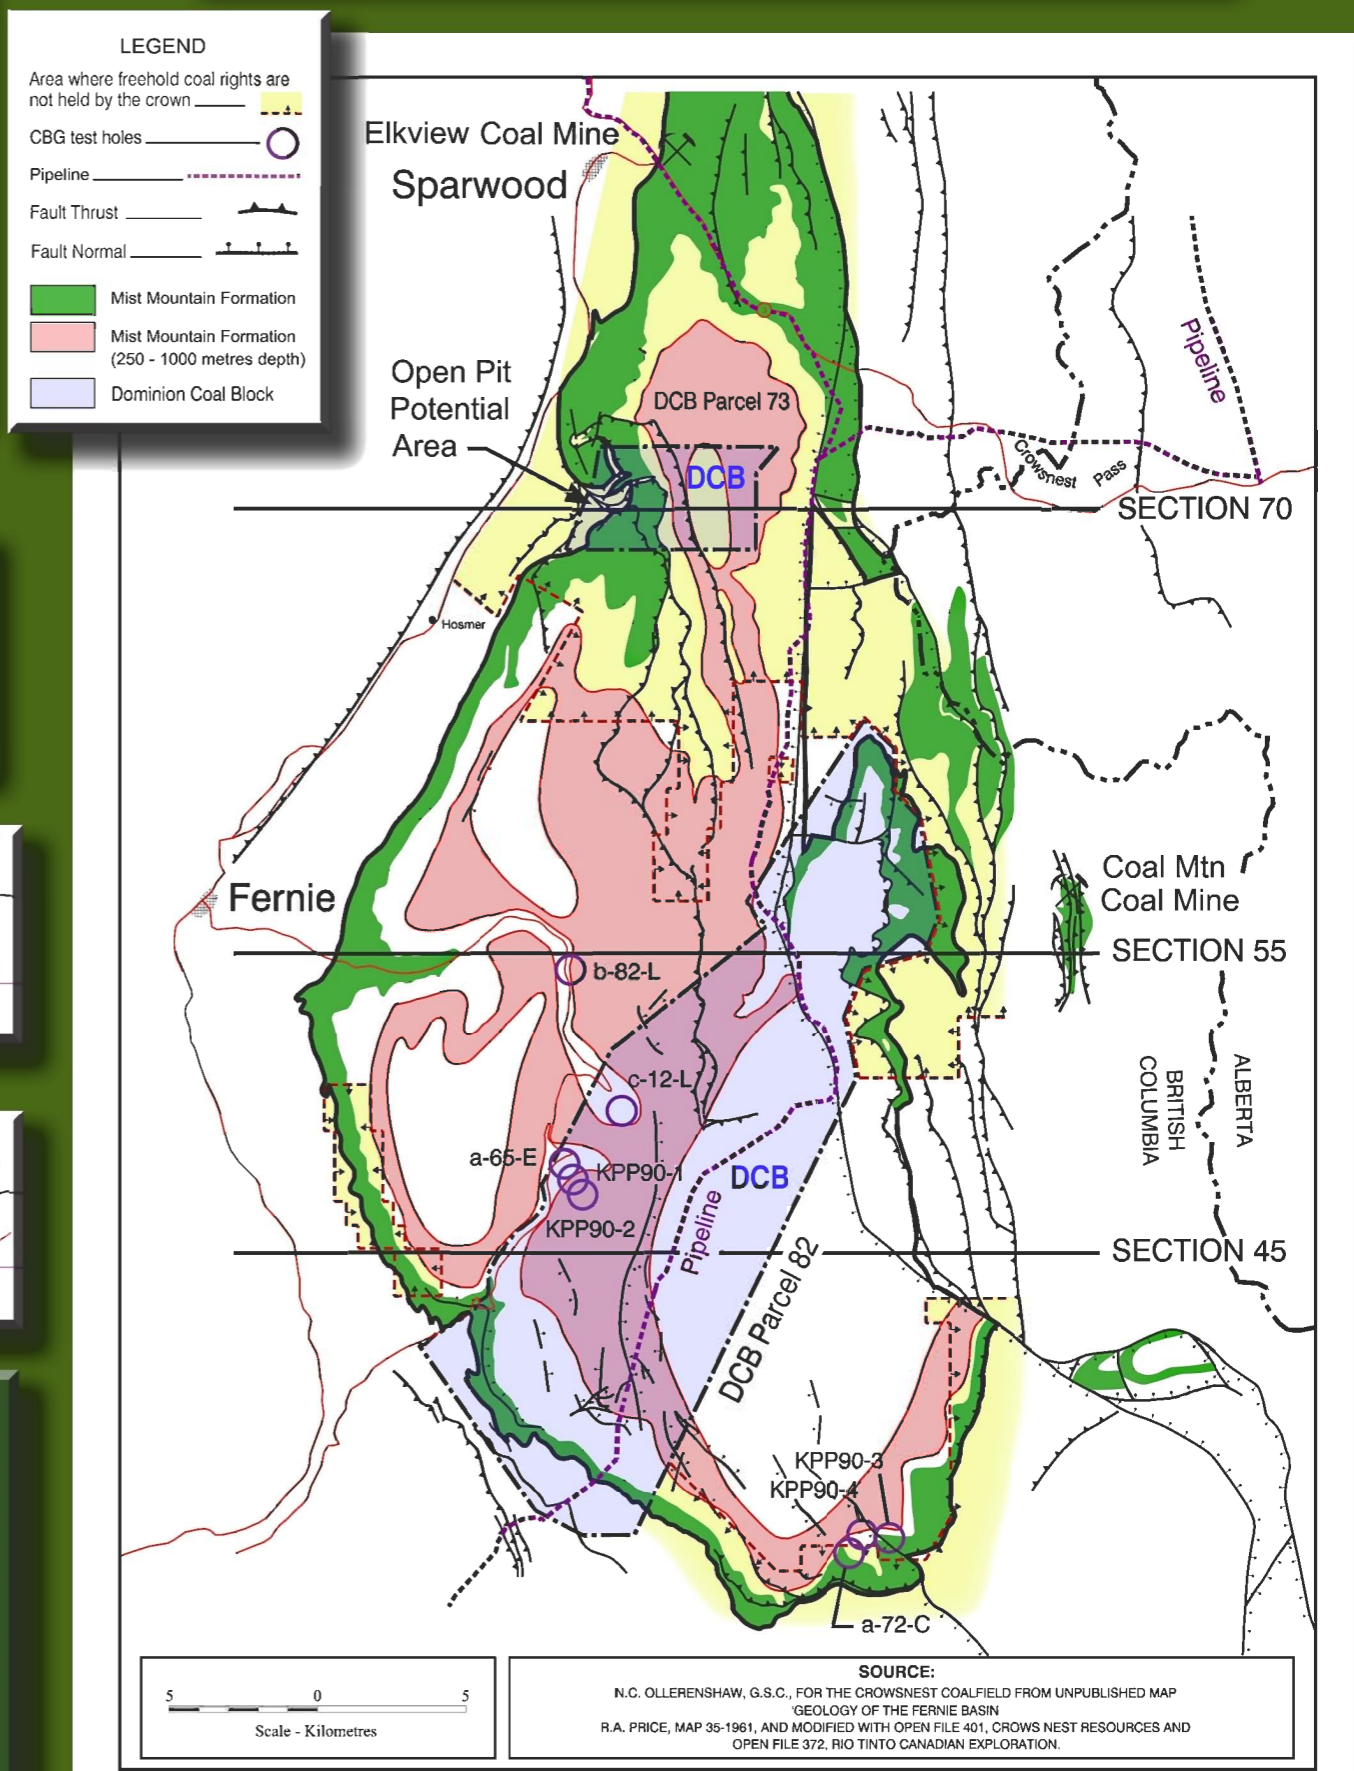 LEGEND
Area where freehold coal rights are
not held by the crown
CBG test holes
Pipeline
Fault Thrust
Fault Normal
Mist Mountain Formation
Mist Mountain Formation
(250 - 1000 metres depth)
Dominion Coal Block
Elkview Coal Mine
Sparwood
Pipeline
Open Pit
Potential
Area
DCB Parcel 73
DCB
Crowsnest Pass
SECTION 70
Hosmer
Fernie
Coal Mtn
Coal Mine
SECTION 55
b-82-L
c-12-L
BRITISH
COLUMBIA
ALBERTA
a-65-E
KPP90-1
DCB
KPP90-2
Pipeline
SECTION 45
DCB Parcel 82
KPP90-3
KPP90-4
a-72-C
5 0 5
Scale - Kilometres
SOURCE:
N.C. OLLERENSHAW, G.S.C., FOR THE CROWSNEST COALFIELD FROM UNPUBLISHED MAP
'GEOLOGY OF THE FERNIE BASIN
R.A. PRICE, MAP 35-1961, AND MODIFIED WITH OPEN FILE 401, CROWS NEST RESOURCES AND
OPEN FILE 372, RIO TINTO CANADIAN EXPLORATION.